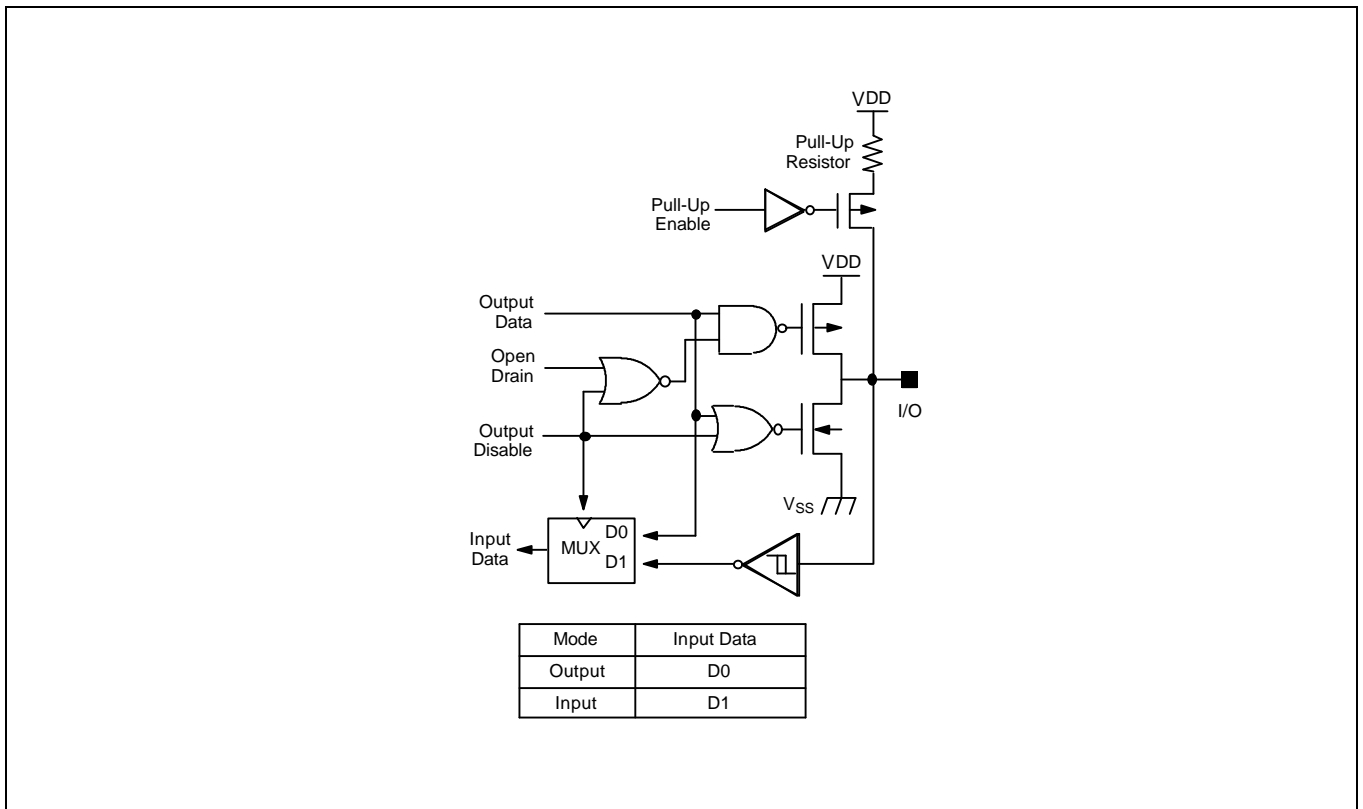 VDD
Pull-Up
Resistor
Pull-Up
Enable
VDD
Output
Data
Open
Drain
I/O
Output
Disable
VSS
Input
Data
MUX
D0
D1
Mode Input Data
Output D0
Input D1